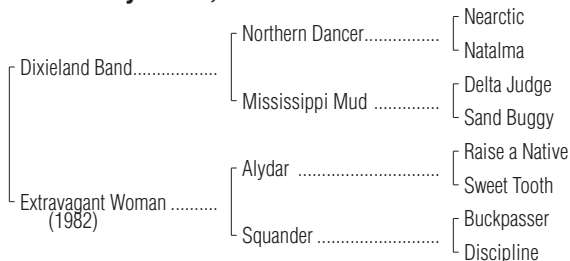 Nearctic
Northern Dancer.................
Natalma
Dixieland Band...................
Delta Judge
Mississippi Mud ...............
Sand Buggy
Raise a Native
Alydar ................................
Sweet Tooth
Extravagant Woman ..........
(1982)
Buckpasser
Squander ............................
Discipline